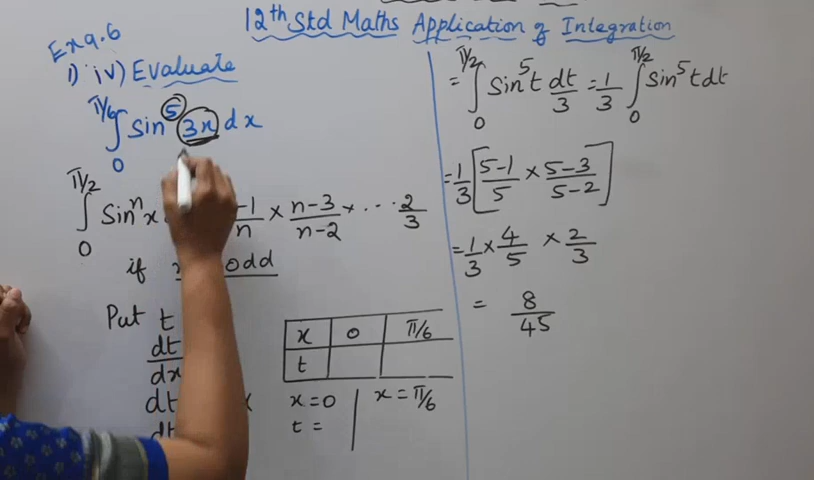 12th Std Maths Application of Integration
Ex 9.6
1) iv) Evaluate
∫₀^(π/6) Sin⁵ 3x dx
∫₀^(π/2) Sinⁿx -1/n × n-3/n-2 × ... 2/3
if odd
Put t
dt/dx
dt x
dt
x 0 π/6
t
x = 0 x = π/6
t =
= ∫₀^(π/2) Sin⁵t dt/3 = 1/3 ∫₀^(π/2) Sin⁵t dt
= 1/3 [5-1/5 × 5-3/5-2]
= 1/3 × 4/5 × 2/3
= 8/45